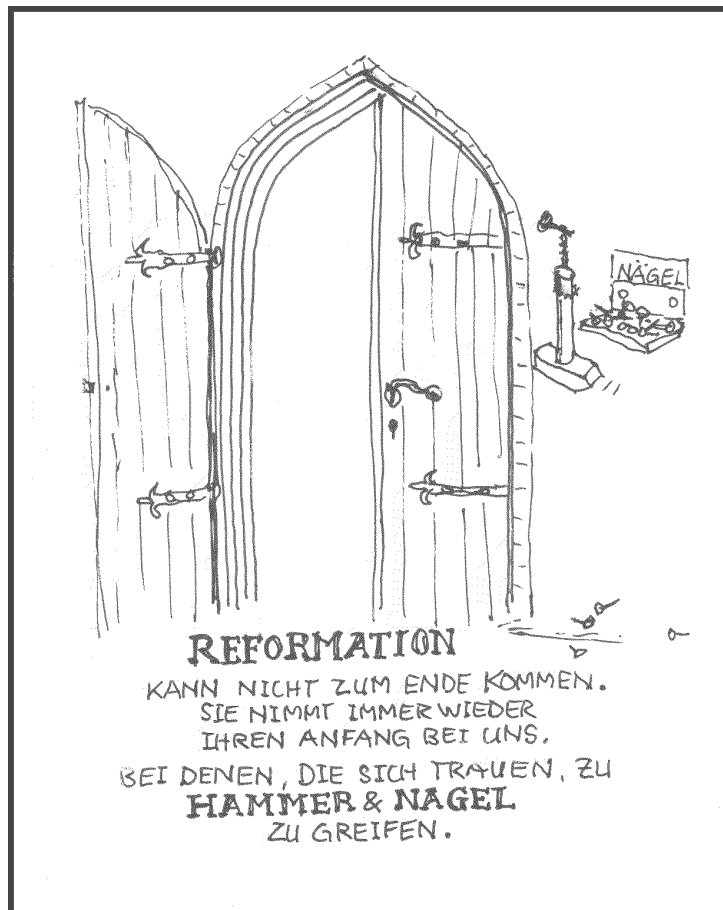 NÄGEL
REFORMATION
KANN NICHT ZUM ENDE KOMMEN.
SIE NIMMT IMMER WIEDER
IHREN ANFANG BEI UNS.
BEI DENEN, DIE SICH TRAUEN, ZU
HAMMER & NAGEL
ZU GREIFEN.